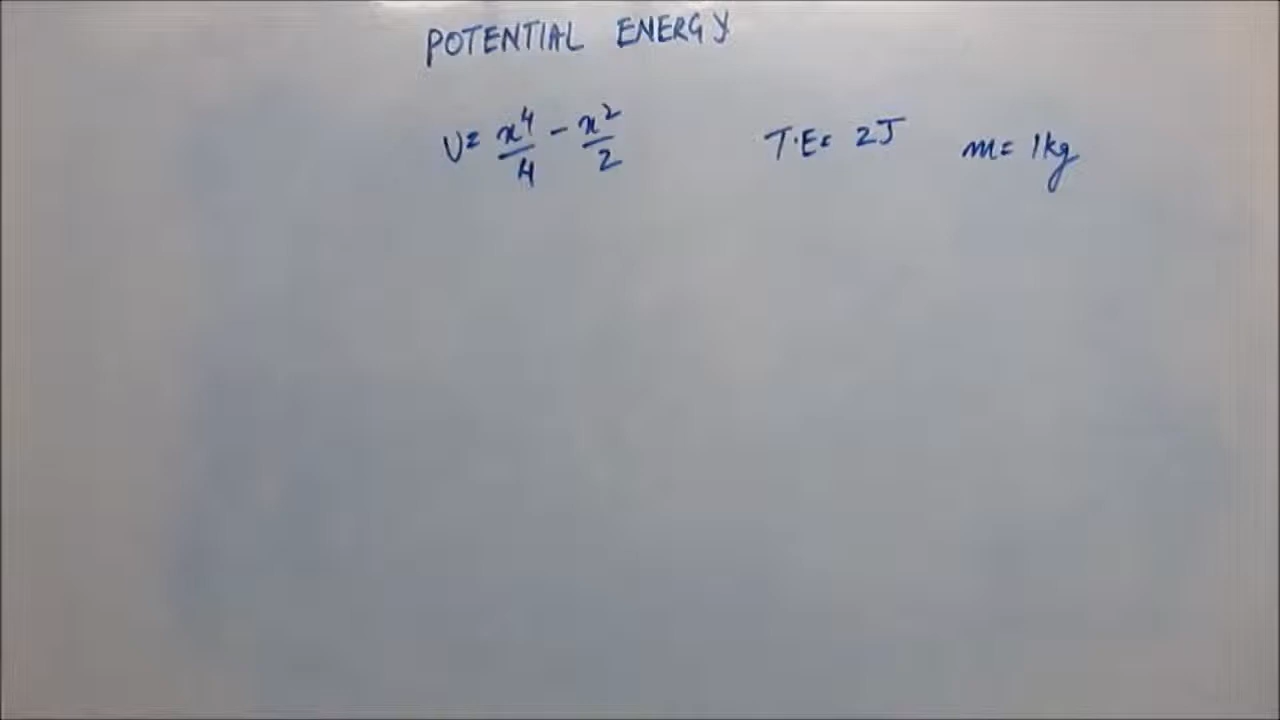 POTENTIAL ENERGY
U= x⁴/4 - x²/2 T.E= 2J m= 1kg